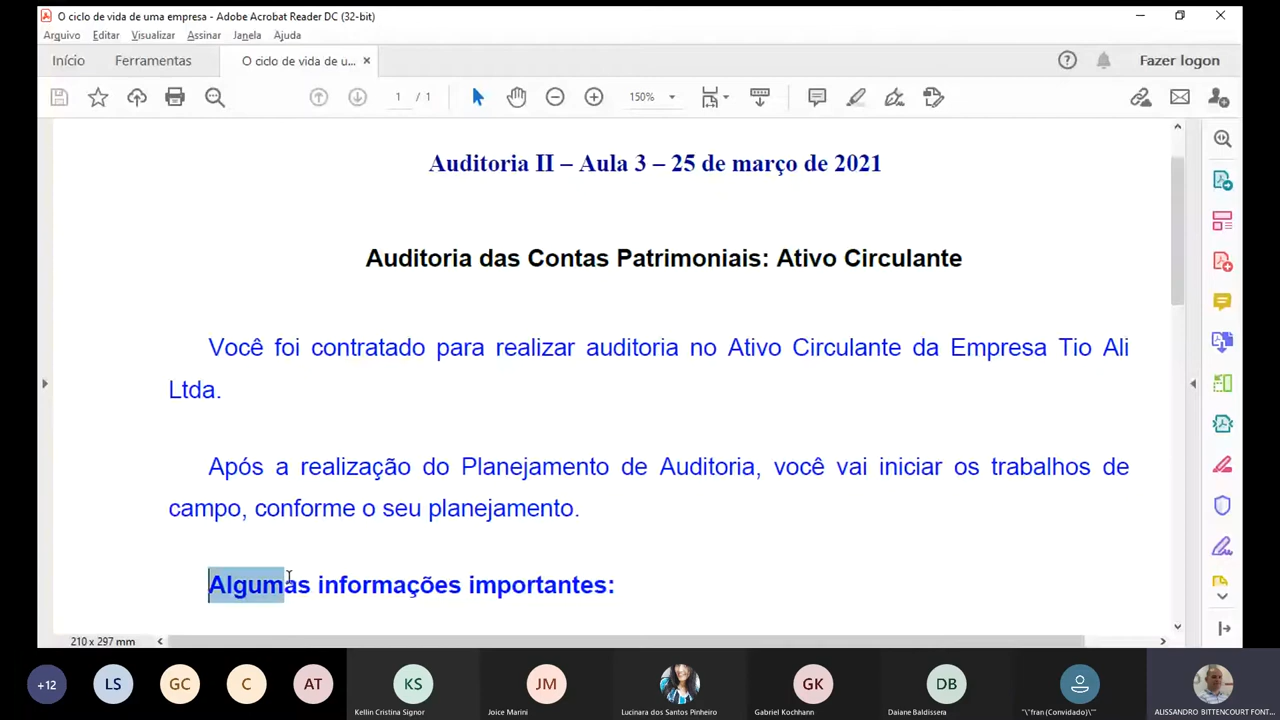 O ciclo de vida de uma empresa - Adobe Acrobat Reader DC (32-bit)
Arquivo Editar Visualizar Assinar Janela Ajuda
Início Ferramentas O ciclo de vida de u... × Fazer logon
1 / 1 150%
Auditoria II – Aula 3 – 25 de março de 2021
Auditoria das Contas Patrimoniais: Ativo Circulante
Você foi contratado para realizar auditoria no Ativo Circulante da Empresa Tio Ali
Ltda.
Após a realização do Planejamento de Auditoria, você vai iniciar os trabalhos de
campo, conforme o seu planejamento.
Algumas informações importantes:
210 x 297 mm
+12 LS GC C AT KS JM GK DB
Kellin Cristina Signor Joice Marini Lucinara dos Santos Pinheiro Gabriel Kochhann Daiane Baldissera "\"fran (Convidado)\"" ALISSANDRO BITTENCOURT FONT...